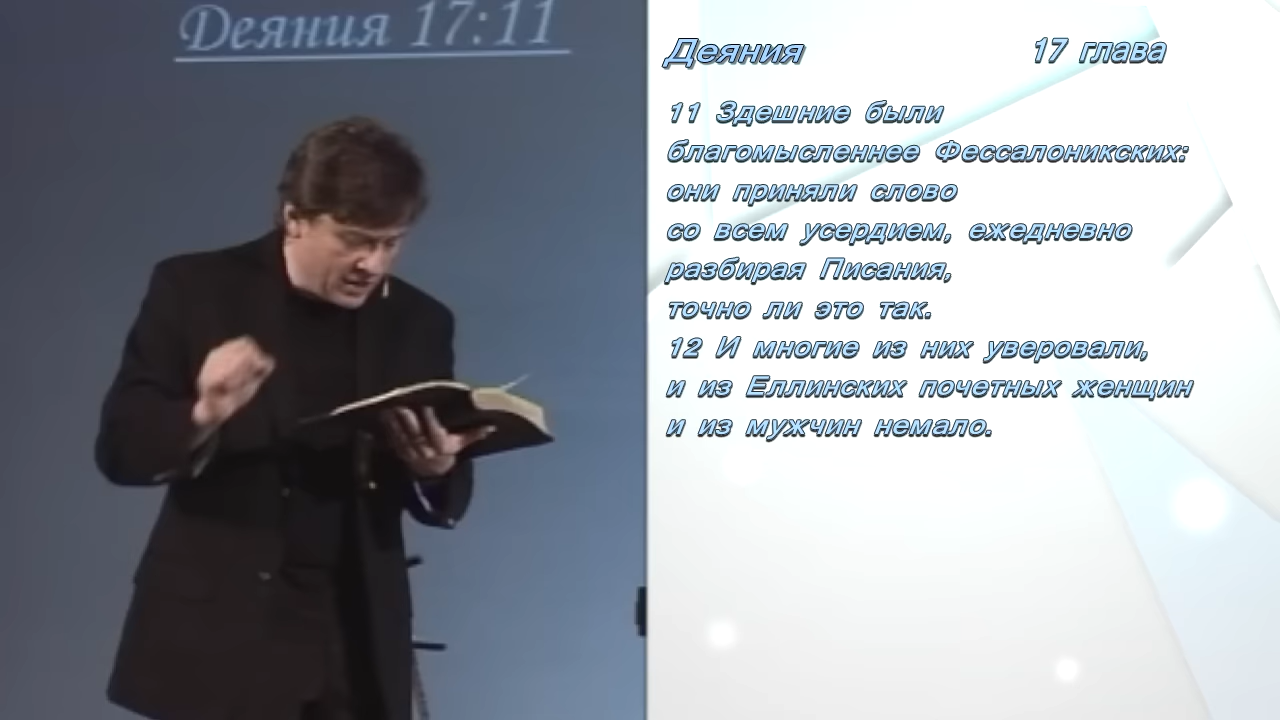 Деяния 17:11
Деяния 17 глава
11 Здешние были
благомысленнее Фессалоникских:
они приняли слово
со всем усердием, ежедневно
разбирая Писания,
точно ли это так.
12 И многие из них уверовали,
и из Еллинских почетных женщин
и из мужчин немало.